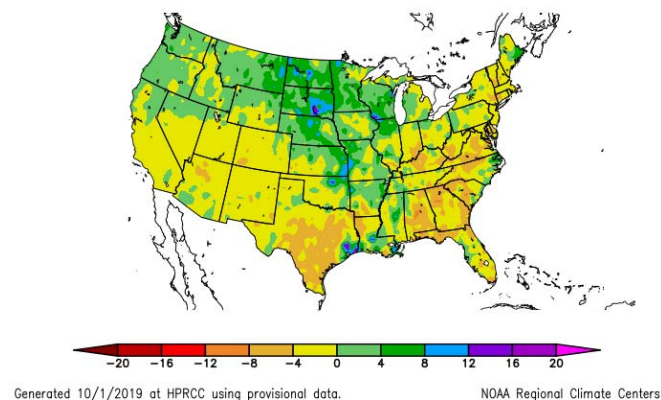 -20 -16 -12 -8 -4 0 4 8 12 16 20
Generated 10/1/2019 at HPRCC using provisional data. NOAA Regional Climate Centers